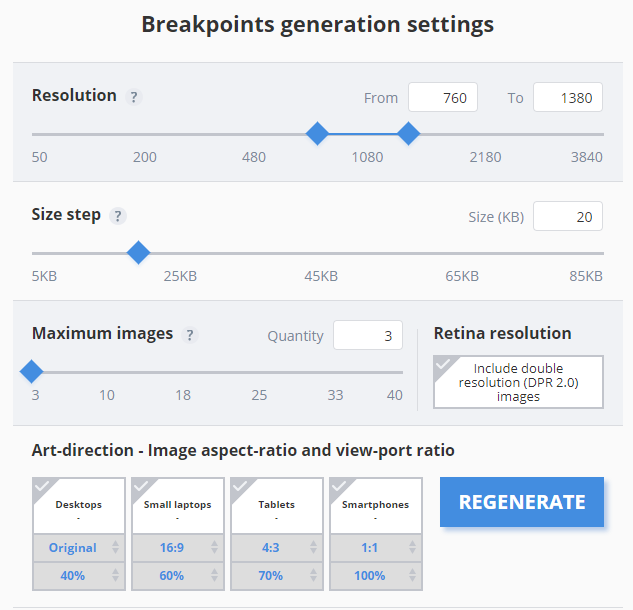 Breakpoints generation settings
Resolution ? From 760 To 1380
50 200 480 1080 2180 3840
Size step ? Size (KB) 20
5KB 25KB 45KB 65KB 85KB
Maximum images ? Quantity 3
3 10 18 25 33 40
Retina resolution
Include double
resolution (DPR 2.0)
images
Art-direction - Image aspect-ratio and view-port ratio
Desktops Small laptops Tablets Smartphones
- - - -
Original 16:9 4:3 1:1
40% 60% 70% 100%
REGENERATE